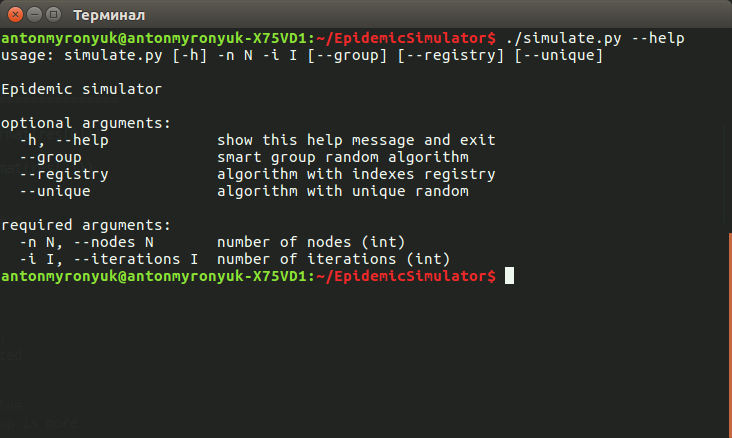 Терминал
antonmyronyuk@antonmyronyuk-X75VD1:~/EpidemicSimulator$ ./simulate.py --help
usage: simulate.py [-h] -n N -i I [--group] [--registry] [--unique]
Epidemic simulator
optional arguments:
-h, --help show this help message and exit
--group smart group random algorithm
--registry algorithm with indexes registry
--unique algorithm with unique random
required arguments:
-n N, --nodes N number of nodes (int)
-i I, --iterations I number of iterations (int)
antonmyronyuk@antonmyronyuk-X75VD1:~/EpidemicSimulator$